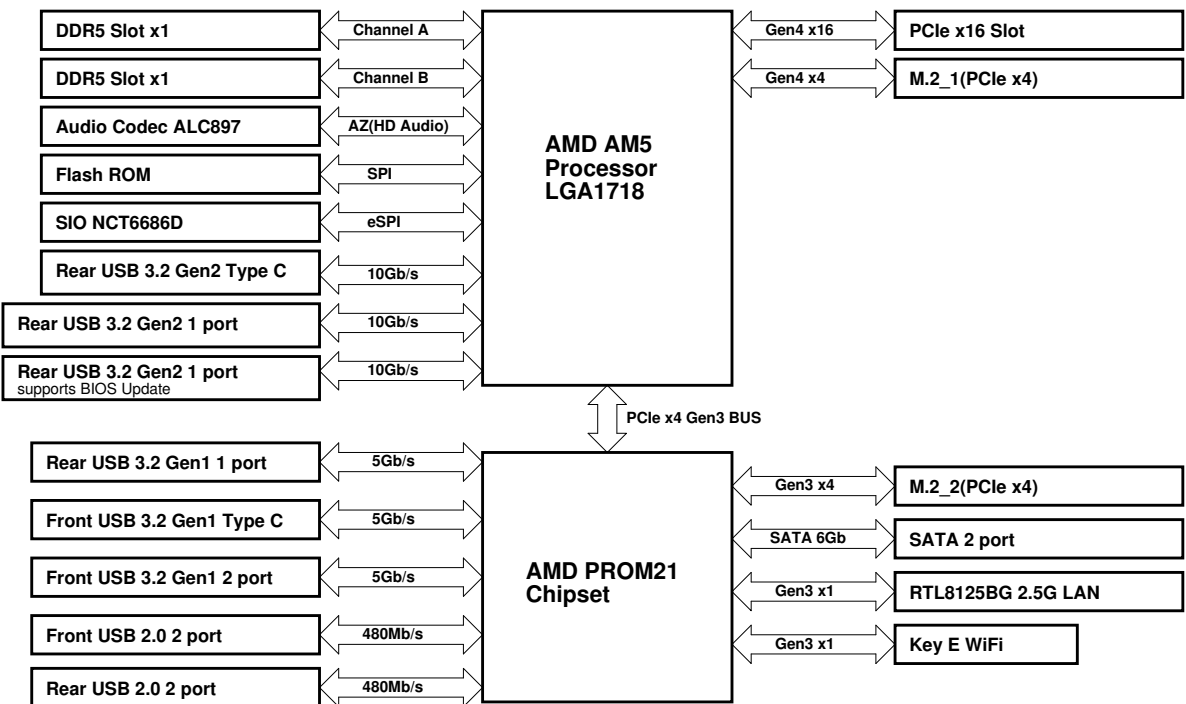 DDR5 Slot x1
Channel A
DDR5 Slot x1
Channel B
Audio Codec ALC897
AZ(HD Audio)
Flash ROM
SPI
SIO NCT6686D
eSPI
Rear USB 3.2 Gen2 Type C
10Gb/s
Rear USB 3.2 Gen2 1 port
10Gb/s
Rear USB 3.2 Gen2 1 port
supports BIOS Update
10Gb/s
AMD AM5
Processor
LGA1718
Gen4 x16
PCIe x16 Slot
Gen4 x4
M.2_1(PCIe x4)
PCIe x4 Gen3 BUS
Rear USB 3.2 Gen1 1 port
5Gb/s
Front USB 3.2 Gen1 Type C
5Gb/s
Front USB 3.2 Gen1 2 port
5Gb/s
Front USB 2.0 2 port
480Mb/s
Rear USB 2.0 2 port
480Mb/s
AMD PROM21
Chipset
Gen3 x4
M.2_2(PCIe x4)
SATA 6Gb
SATA 2 port
Gen3 x1
RTL8125BG 2.5G LAN
Gen3 x1
Key E WiFi